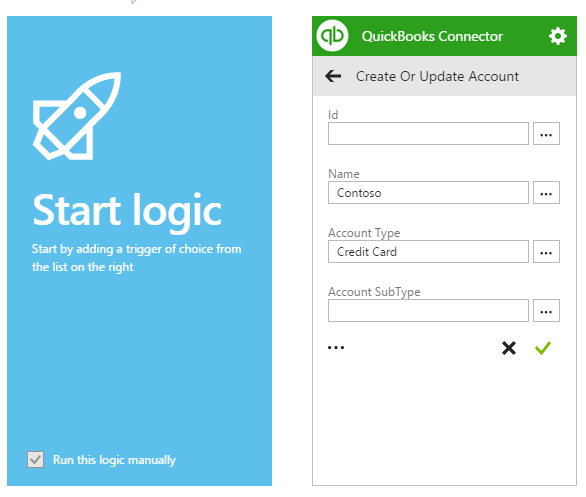 Start logic
Start by adding a trigger of choice from
the list on the right
Run this logic manually
qb
QuickBooks Connector
Create Or Update Account
Id
...
Name
Contoso
...
Account Type
Credit Card
...
Account SubType
...
...